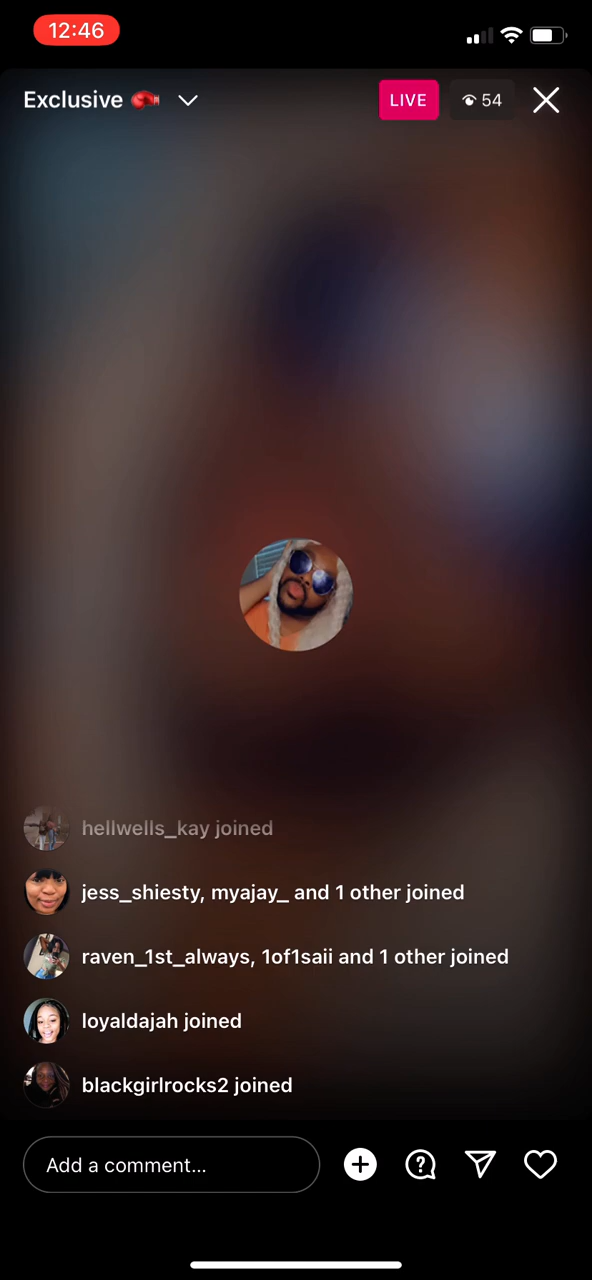 12:46
Exclusive 🥊
LIVE
54
hellwells_kay joined
jess_shiesty, myajay_ and 1 other joined
raven_1st_always, 1of1saii and 1 other joined
loyaldajah joined
blackgirlrocks2 joined
Add a comment...